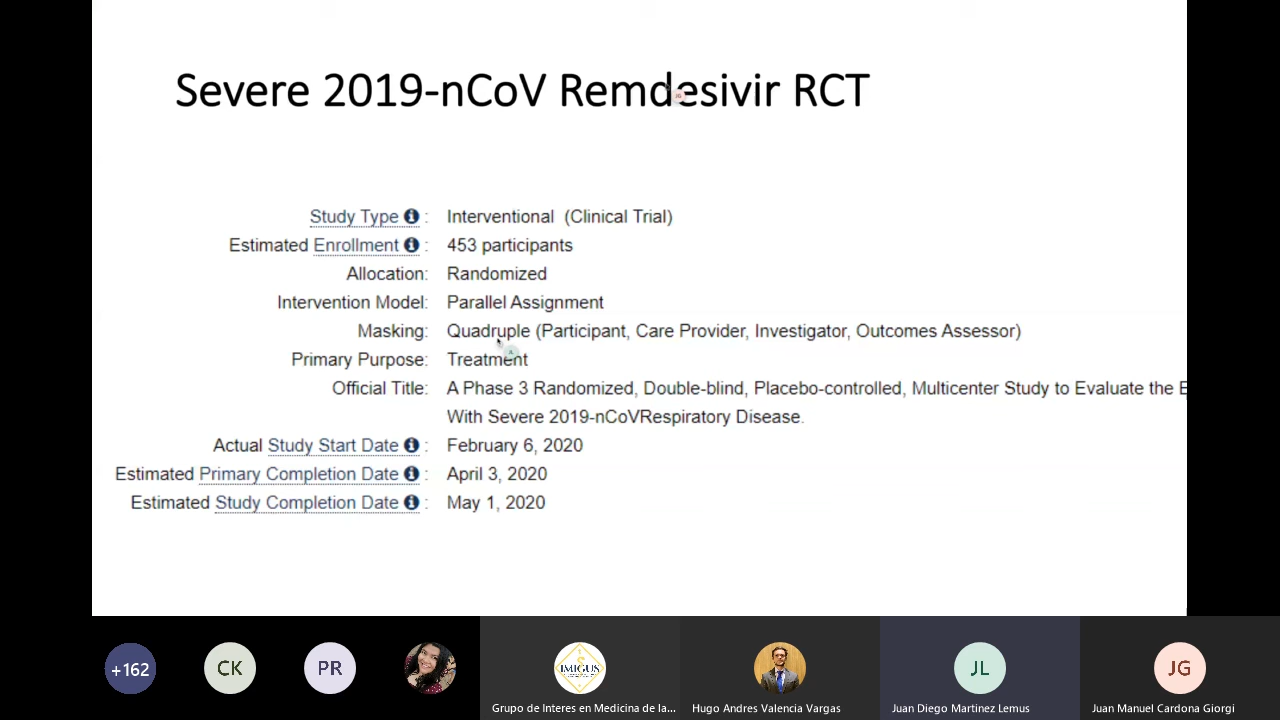 Severe 2019-nCoV Remdesivir RCT
JG
Study Type : Interventional (Clinical Trial)
Estimated Enrollment : 453 participants
Allocation: Randomized
Intervention Model: Parallel Assignment
Masking: Quadruple (Participant, Care Provider, Investigator, Outcomes Assessor)
Primary Purpose: Treatment
Official Title: A Phase 3 Randomized, Double-blind, Placebo-controlled, Multicenter Study to Evaluate the E
With Severe 2019-nCoVRespiratory Disease.
Actual Study Start Date : February 6, 2020
Estimated Primary Completion Date : April 3, 2020
Estimated Study Completion Date : May 1, 2020
+162 CK PR IMIGUS JL JG
Grupo de Interes en Medicina de la... Hugo Andres Valencia Vargas Juan Diego Martinez Lemus Juan Manuel Cardona Giorgi